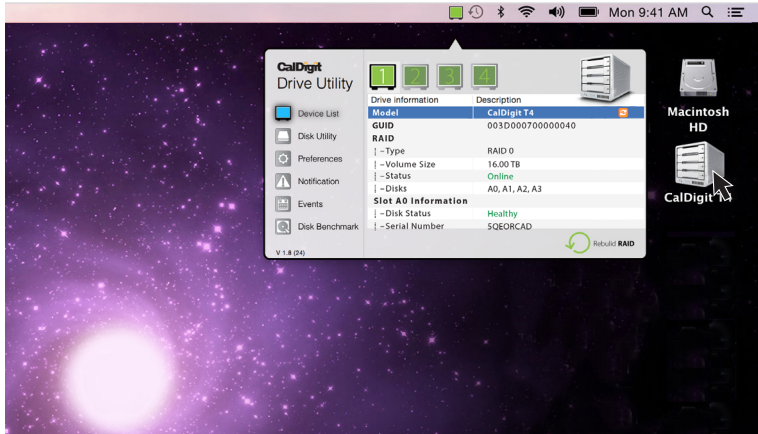 Mon 9:41 AM
CalDigit
Drive Utility
1 2 3 4
Drive information Description
Device List
Model CalDigit T4
GUID 003D000700000040
RAID
Disk Utility
–Type RAID 0
Preferences
–Volume Size 16.00 TB
–Status Online
Notification
–Disks A0, A1, A2, A3
Slot A0 Information
Events
–Disk Status Healthy
Disk Benchmark
–Serial Number 5QEORCAD
Rebulid RAID
V 1.8 (24)
Macintosh
HD
CalDigit T4